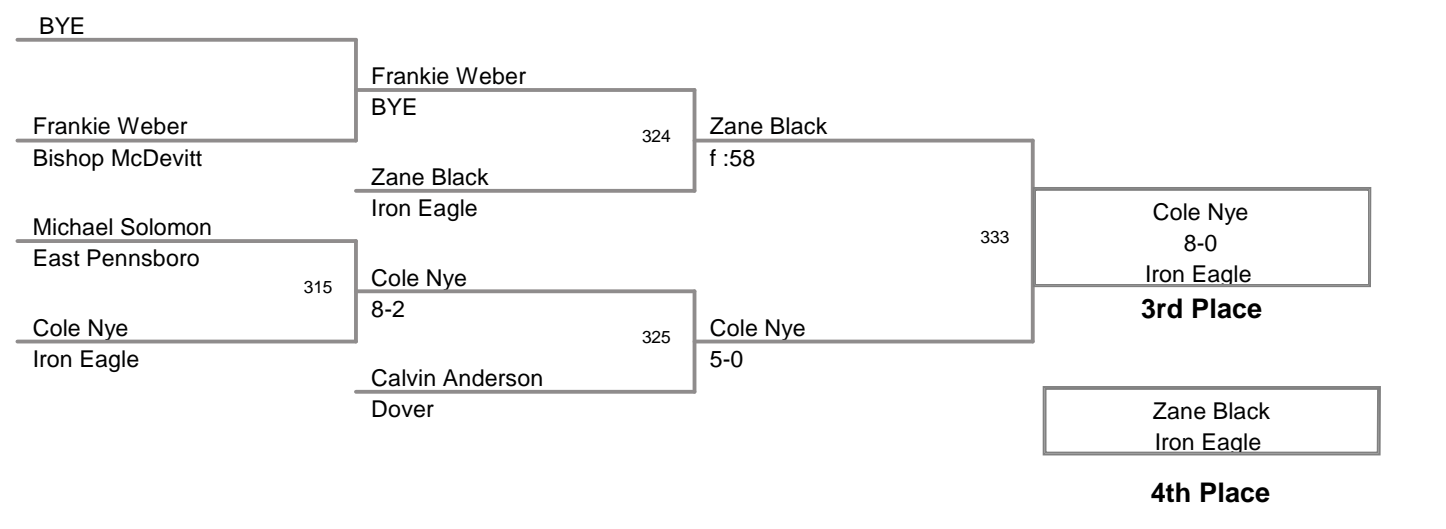 BYE
Frankie Weber
BYE
Frankie Weber
Bishop McDevitt
324
Zane Black
f :58
Zane Black
Iron Eagle
Michael Solomon
East Pennsboro
315
Cole Nye
8-2
333
Cole Nye
8-0
Iron Eagle
3rd Place
Cole Nye
Iron Eagle
325
Cole Nye
5-0
Calvin Anderson
Dover
Zane Black
Iron Eagle
4th Place